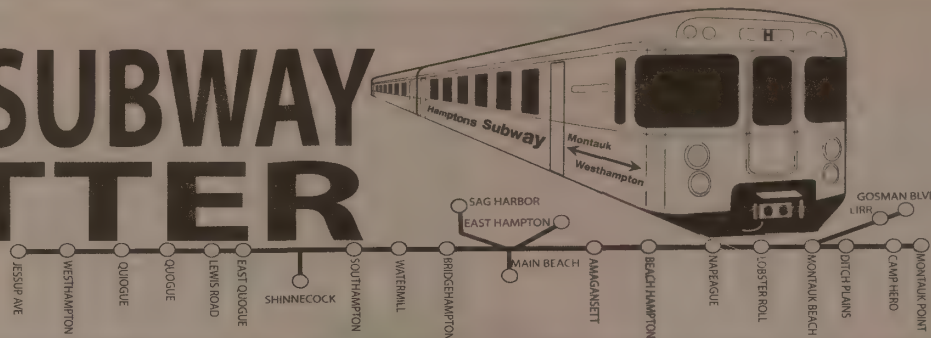 SUBWAY
TTER
H
Hamptons Subway
Montauk
Westhampton
SAG HARBOR
EAST HAMPTON
MAIN BEACH
GOSMAN BLV
LIRR
JESSUP AVE
WESTHAMPTON
QUOGUE
QUOGUE
LEWIS ROAD
EAST QUOGUE
SHINNECOCK
SOUTHAMPTON
WATERMILL
BRIDGEHAMPTON
AMAGANSETT
BEACH HAMPTON
NAPEAGUE
LOBSTER ROLL
MONTAUK BEACH
DITCH PLAINS
CAMP HERO
MONTAUK POINT